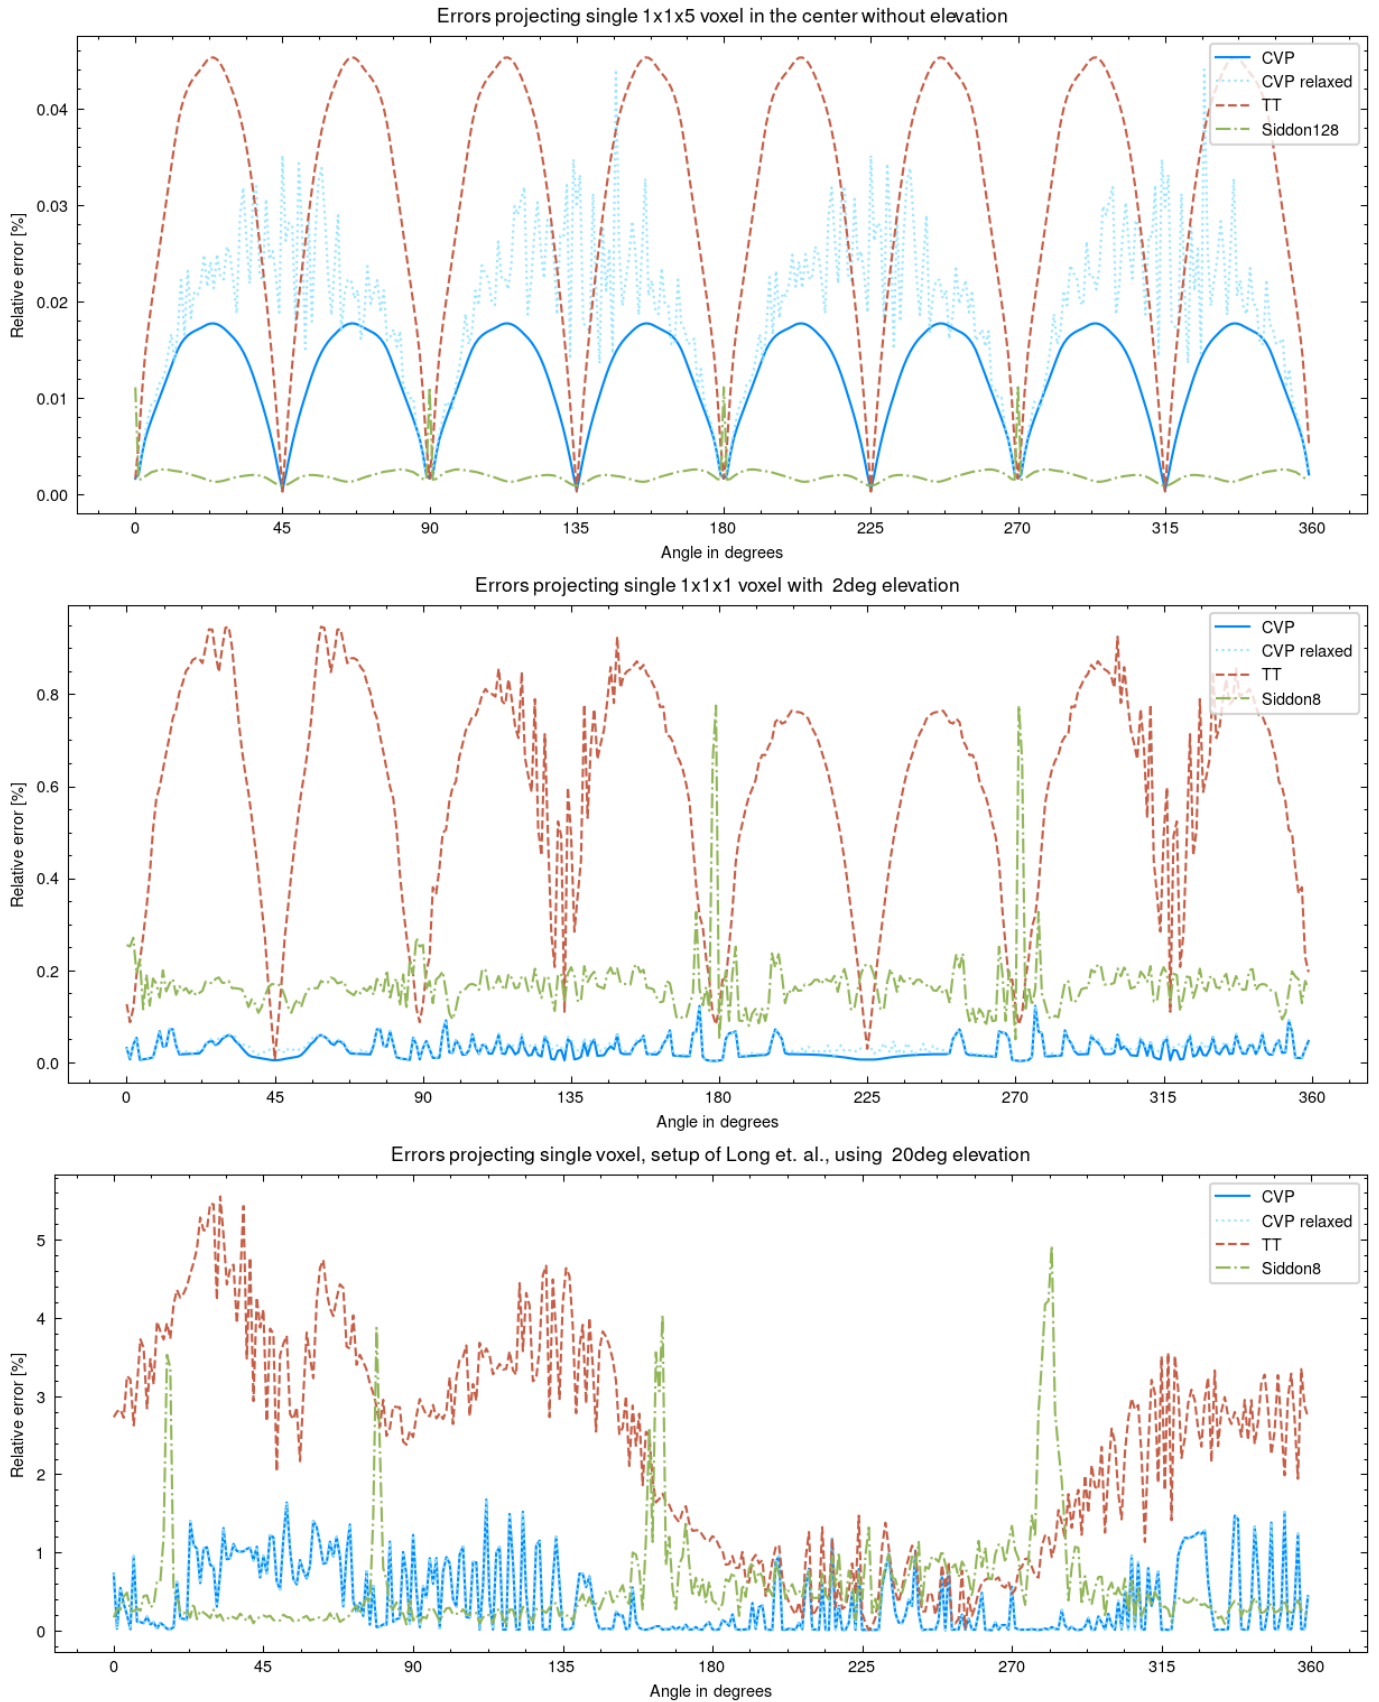 Errors projecting single 1x1x5 voxel in the center without elevation
CVP
CVP relaxed
TT
Siddon128
0.04
0.03
0.02
0.01
0.00
Relative error [%]
0 45 90 135 180 225 270 315 360
Angle in degrees
Errors projecting single 1x1x1 voxel with 2deg elevation
CVP
CVP relaxed
TT
Siddon8
0.8
0.6
0.4
0.2
0.0
Relative error [%]
0 45 90 135 180 225 270 315 360
Angle in degrees
Errors projecting single voxel, setup of Long et. al., using 20deg elevation
CVP
CVP relaxed
TT
Siddon8
5
4
3
2
1
0
Relative error [%]
0 45 90 135 180 225 270 315 360
Angle in degrees